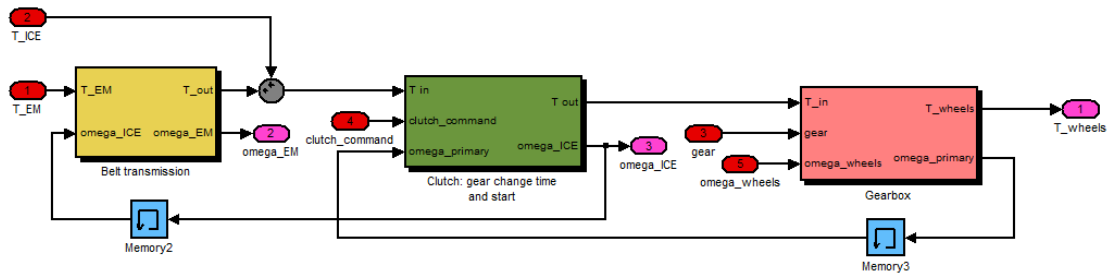 2
T_ICE
1
T_EM
T_EM
T_out
omega_ICE
omega_EM
Belt transmission
2
omega_EM
Memory2
T in
T out
4
clutch_command
clutch_command
omega_primary
omega_ICE
Clutch: gear change time
and start
3
omega_ICE
3
gear
5
omega_wheels
T_in
T_wheels
gear
omega_primary
omega_wheels
Gearbox
1
T_wheels
Memory3